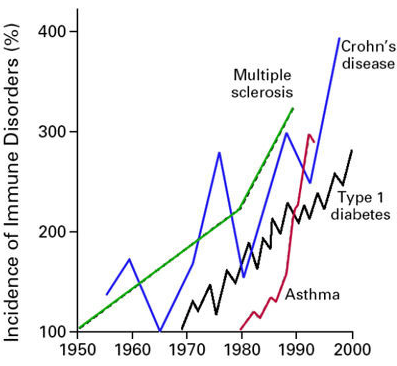 Incidence of Immune Disorders (%)
400
300
200
100
Crohn's
disease
Multiple
sclerosis
Type 1
diabetes
Asthma
1950
1960
1970
1980
1990
2000